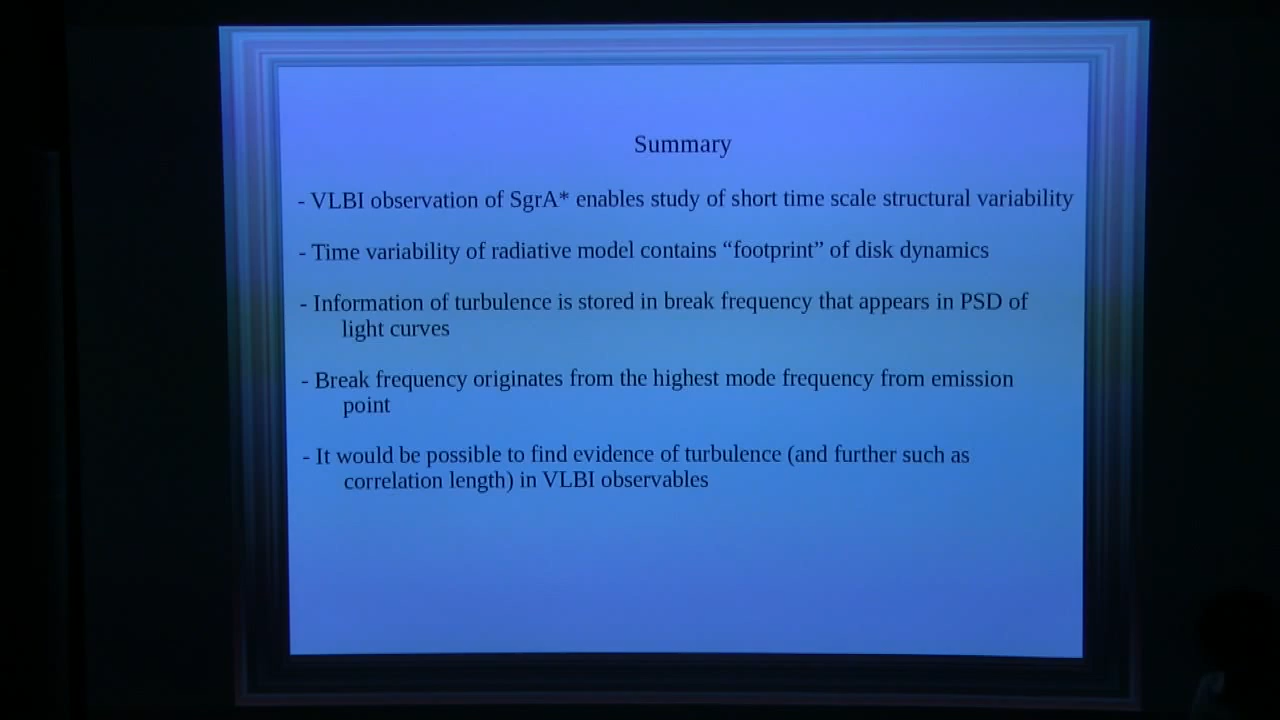 Summary
- VLBI observation of SgrA* enables study of short time scale structural variability
- Time variability of radiative model contains “footprint” of disk dynamics
- Information of turbulence is stored in break frequency that appears in PSD of
light curves
- Break frequency originates from the highest mode frequency from emission
point
- It would be possible to find evidence of turbulence (and further such as
correlation length) in VLBI observables